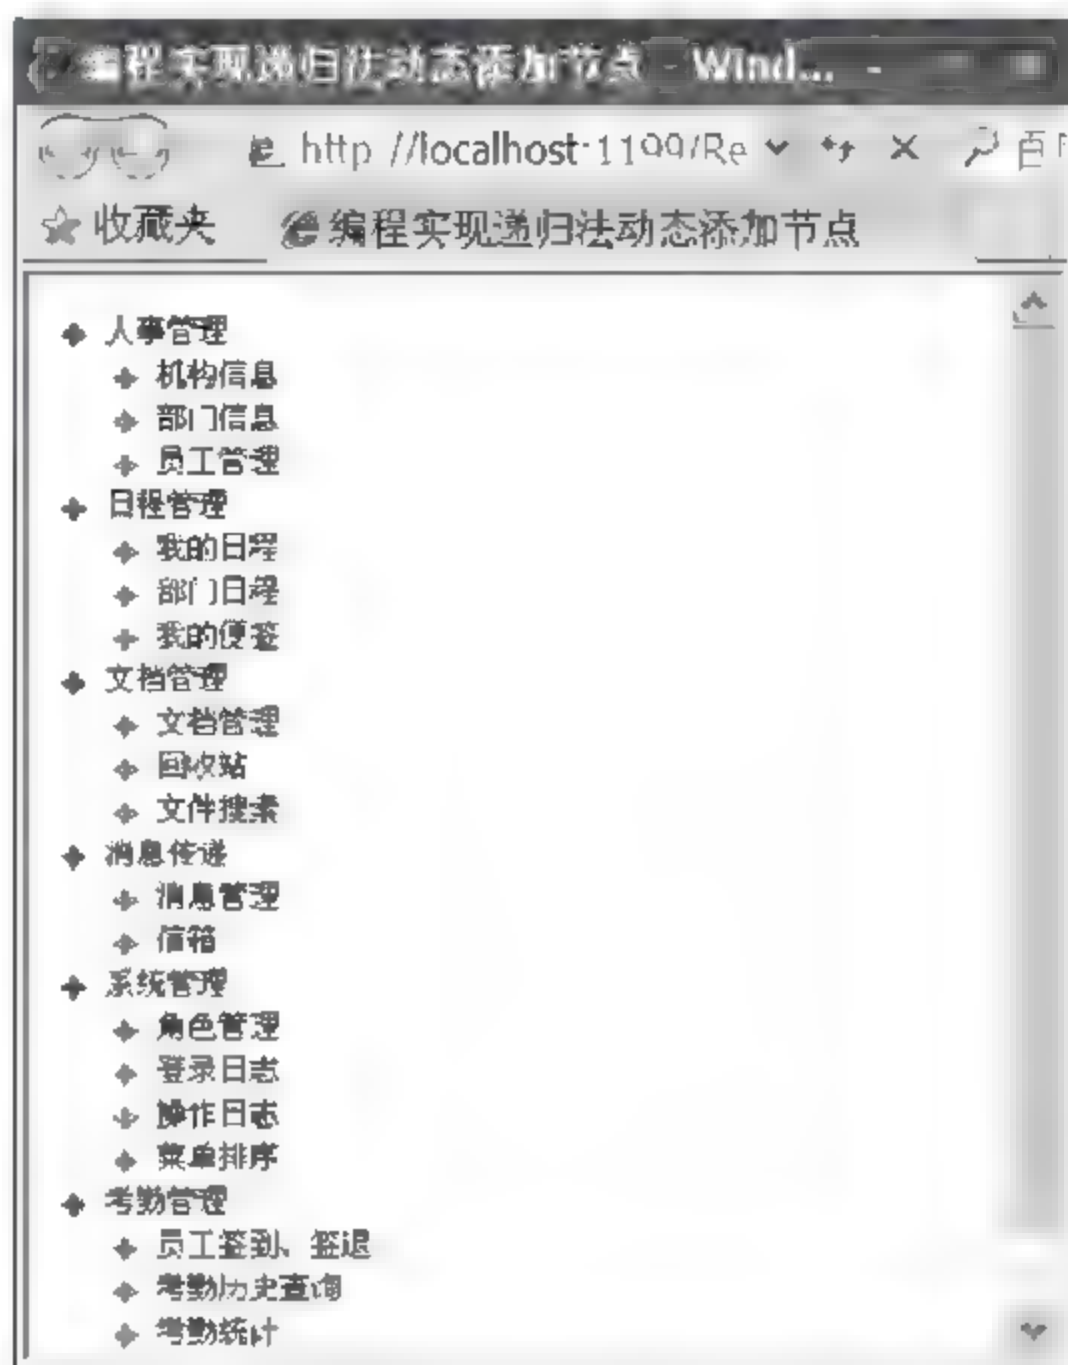 编程实现递归法动态添加节点 - Wind...
http //localhost:1199/Re
收藏夹 编程实现递归法动态添加节点
人事管理
机构信息
部门信息
员工管理
日程管理
我的日程
部门日程
我的便签
文档管理
文档管理
回收站
文件搜索
消息传递
消息管理
信箱
系统管理
角色管理
登录日志
操作日志
菜单排序
考勤管理
员工签到、签退
考勤历史查询
考勤统计